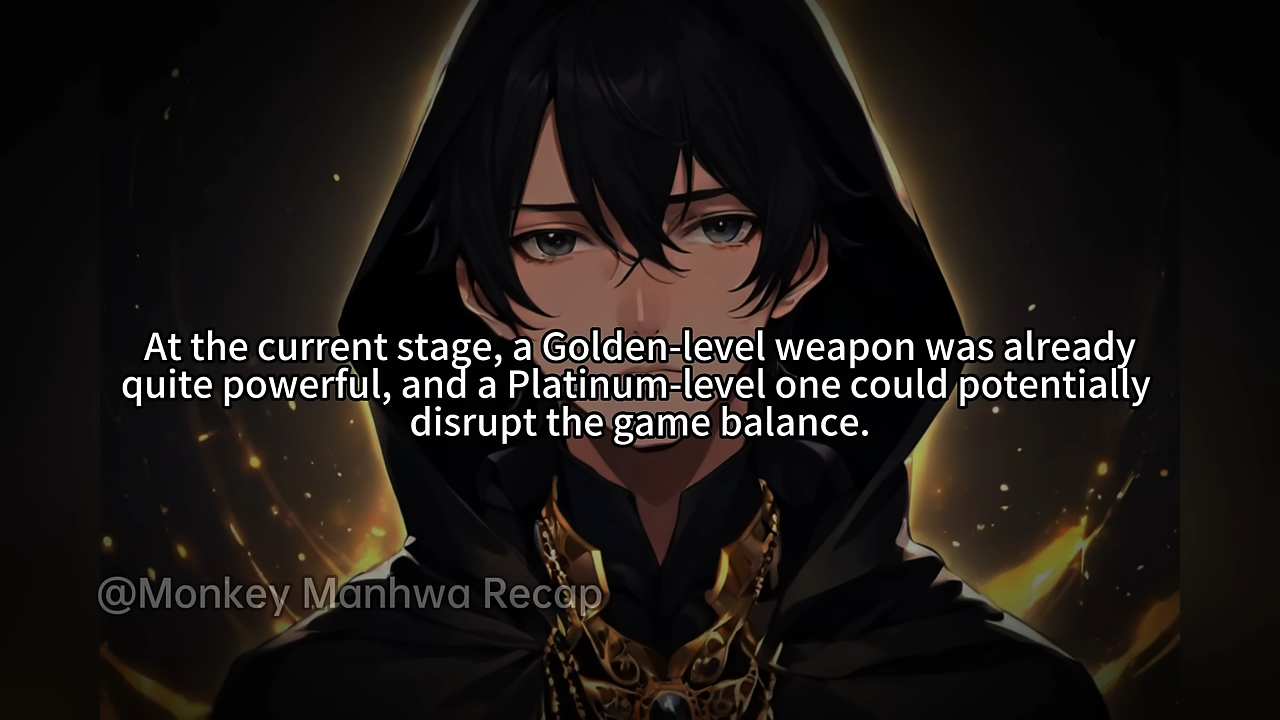 At the current stage, a Golden-level weapon was already
quite powerful, and a Platinum-level one could potentially
disrupt the game balance.
@Monkey Manhwa Recap